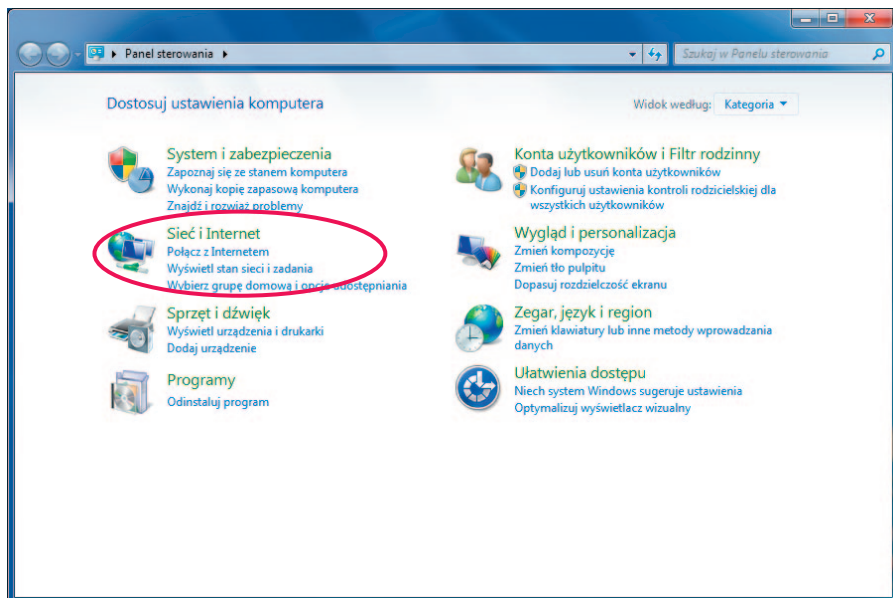 Panel sterowania
Szukaj w Panelu sterowania
Dostosuj ustawienia komputera
Widok według: Kategoria
System i zabezpieczenia
Zapoznaj się ze stanem komputera
Wykonaj kopię zapasową komputera
Znajdź i rozwiąż problemy
Sieć i Internet
Połącz z Internetem
Wyświetl stan sieci i zadania
Wybierz grupę domową i opcje udostępniania
Sprzęt i dźwięk
Wyświetl urządzenia i drukarki
Dodaj urządzenie
Programy
Odinstaluj program
Konta użytkowników i Filtr rodzinny
Dodaj lub usuń konta użytkowników
Konfiguruj ustawienia kontroli rodzicielskiej dla
wszystkich użytkowników
Wygląd i personalizacja
Zmień kompozycję
Zmień tło pulpitu
Dopasuj rozdzielczość ekranu
Zegar, język i region
Zmień klawiatury lub inne metody wprowadzania
danych
Ułatwienia dostępu
Niech system Windows sugeruje ustawienia
Optymalizuj wyświetlacz wizualny